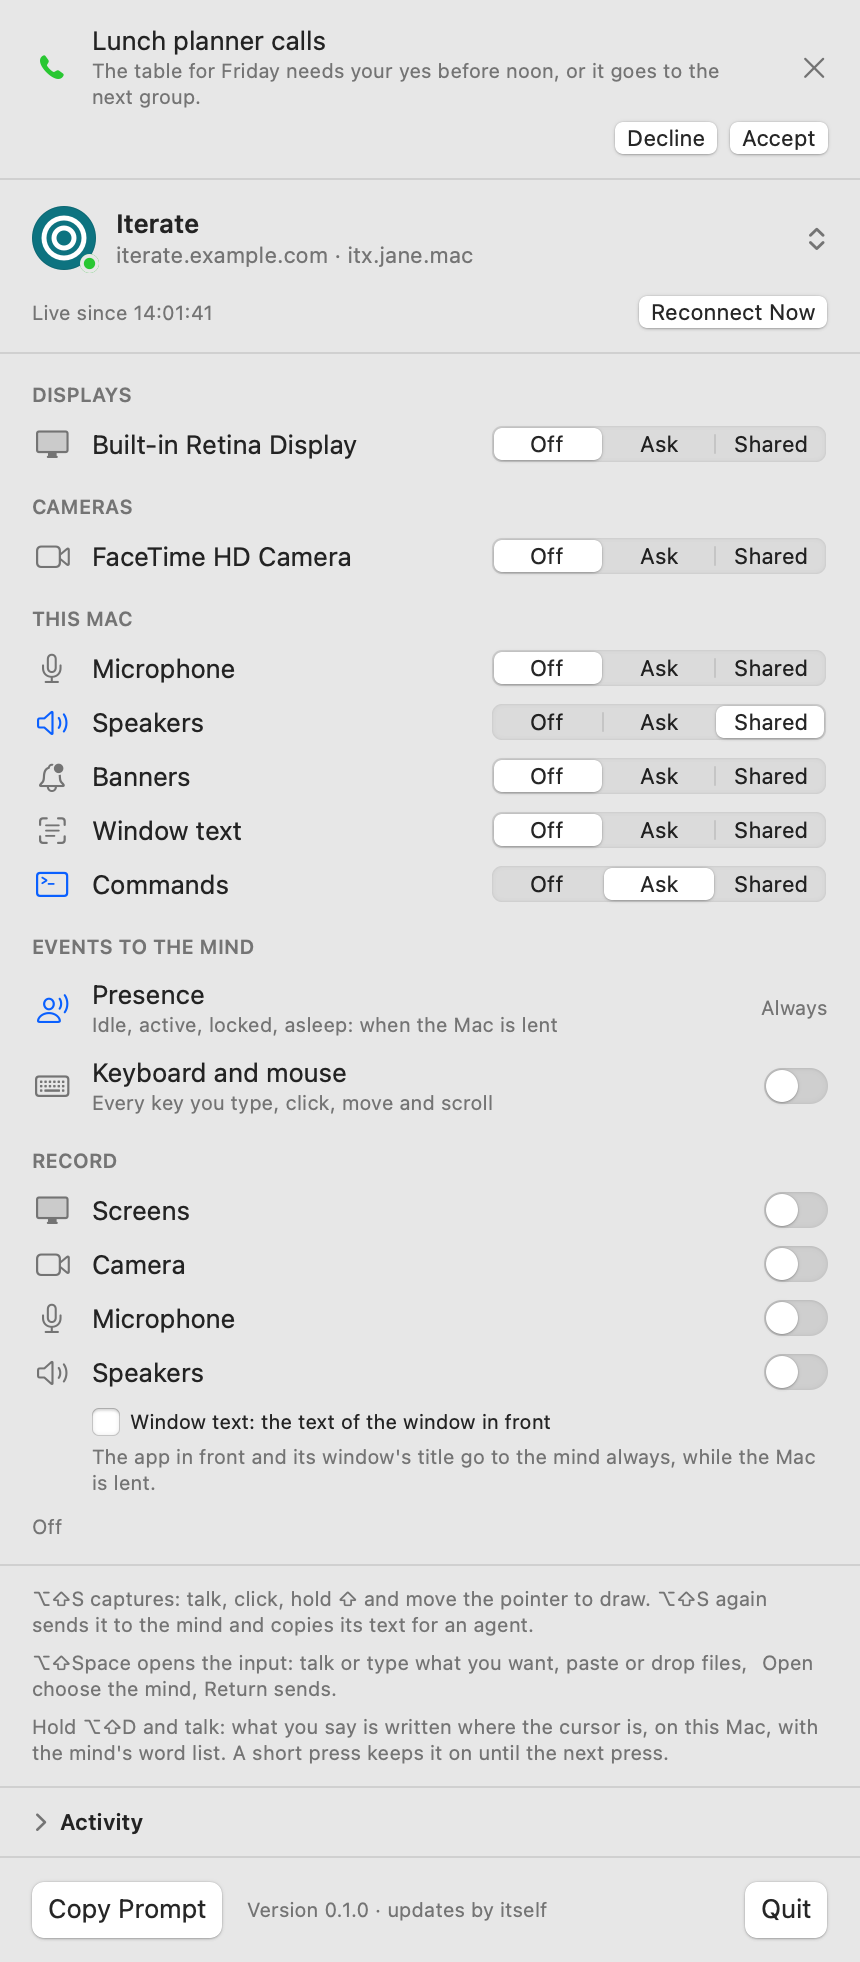 Lunch planner calls
The table for Friday needs your yes before noon, or it goes to the
next group.
Decline
Accept
Iterate
iterate.example.com · itx.jane.mac
Live since 14:01:41
Reconnect Now
DISPLAYS
Built-in Retina Display
Off Ask Shared
CAMERAS
FaceTime HD Camera
Off Ask Shared
THIS MAC
Microphone
Off Ask Shared
Speakers
Off Ask Shared
Banners
Off Ask Shared
Window text
Off Ask Shared
Commands
Off Ask Shared
EVENTS TO THE MIND
Presence
Idle, active, locked, asleep: when the Mac is lent
Always
Keyboard and mouse
Every key you type, click, move and scroll
RECORD
Screens
Camera
Microphone
Speakers
Window text: the text of the window in front
The app in front and its window's title go to the mind always, while the Mac
is lent.
Off
⌥⇧S captures: talk, click, hold ⇧ and move the pointer to draw. ⌥⇧S again
sends it to the mind and copies its text for an agent.
⌥⇧Space opens the input: talk or type what you want, paste or drop files,
choose the mind, Return sends.
Open
Hold ⌥⇧D and talk: what you say is written where the cursor is, on this Mac, with
the mind's word list. A short press keeps it on until the next press.
Activity
Copy Prompt
Version 0.1.0 · updates by itself
Quit